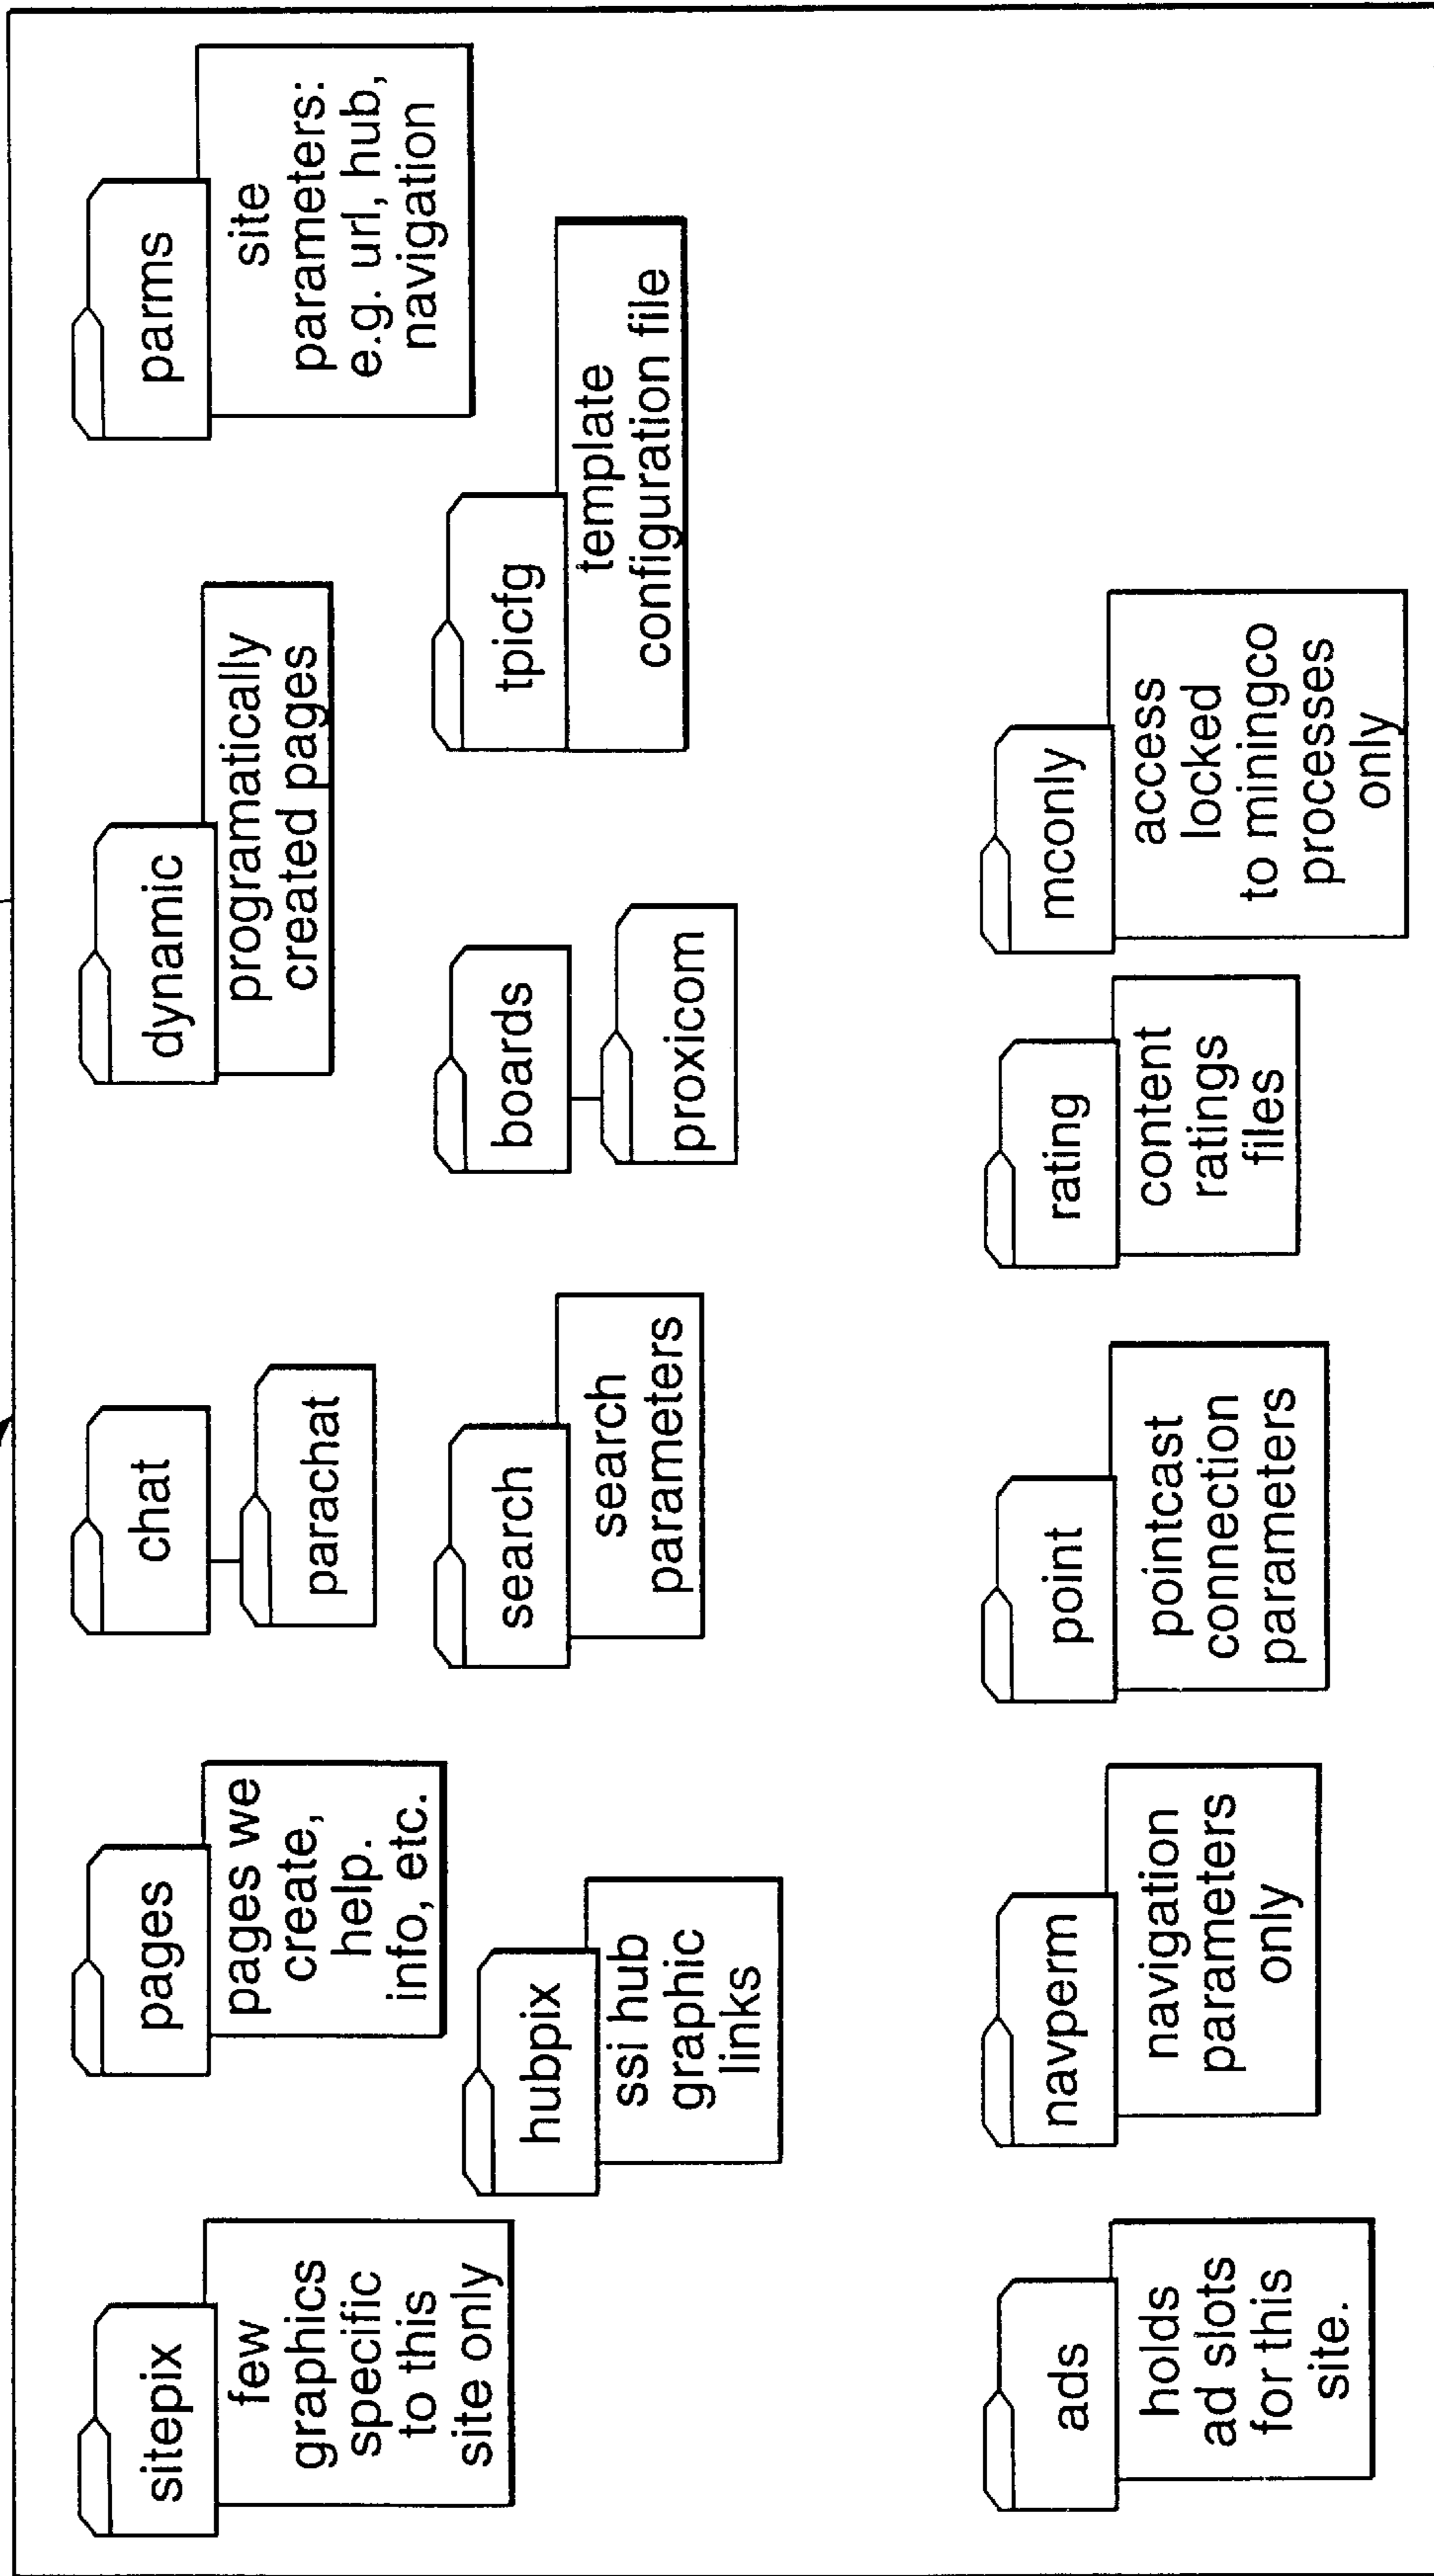 sitepix
few
graphics
specific
to this
site only
pages
pages we
create,
help.
info, etc.
chat
parachat
dynamic
programatically
created pages
parms
site
parameters:
e.g. url, hub,
navigation
hubpix
ssi hub
graphic
links
search
search
parameters
boards
proxicom
tpicfg
template
configuration file
ads
holds
ad slots
for this
site.
navperm
navigation
parameters
only
point
pointcast
connection
parameters
rating
content
ratings
files
mconly
access
locked
to miningco
processes
only